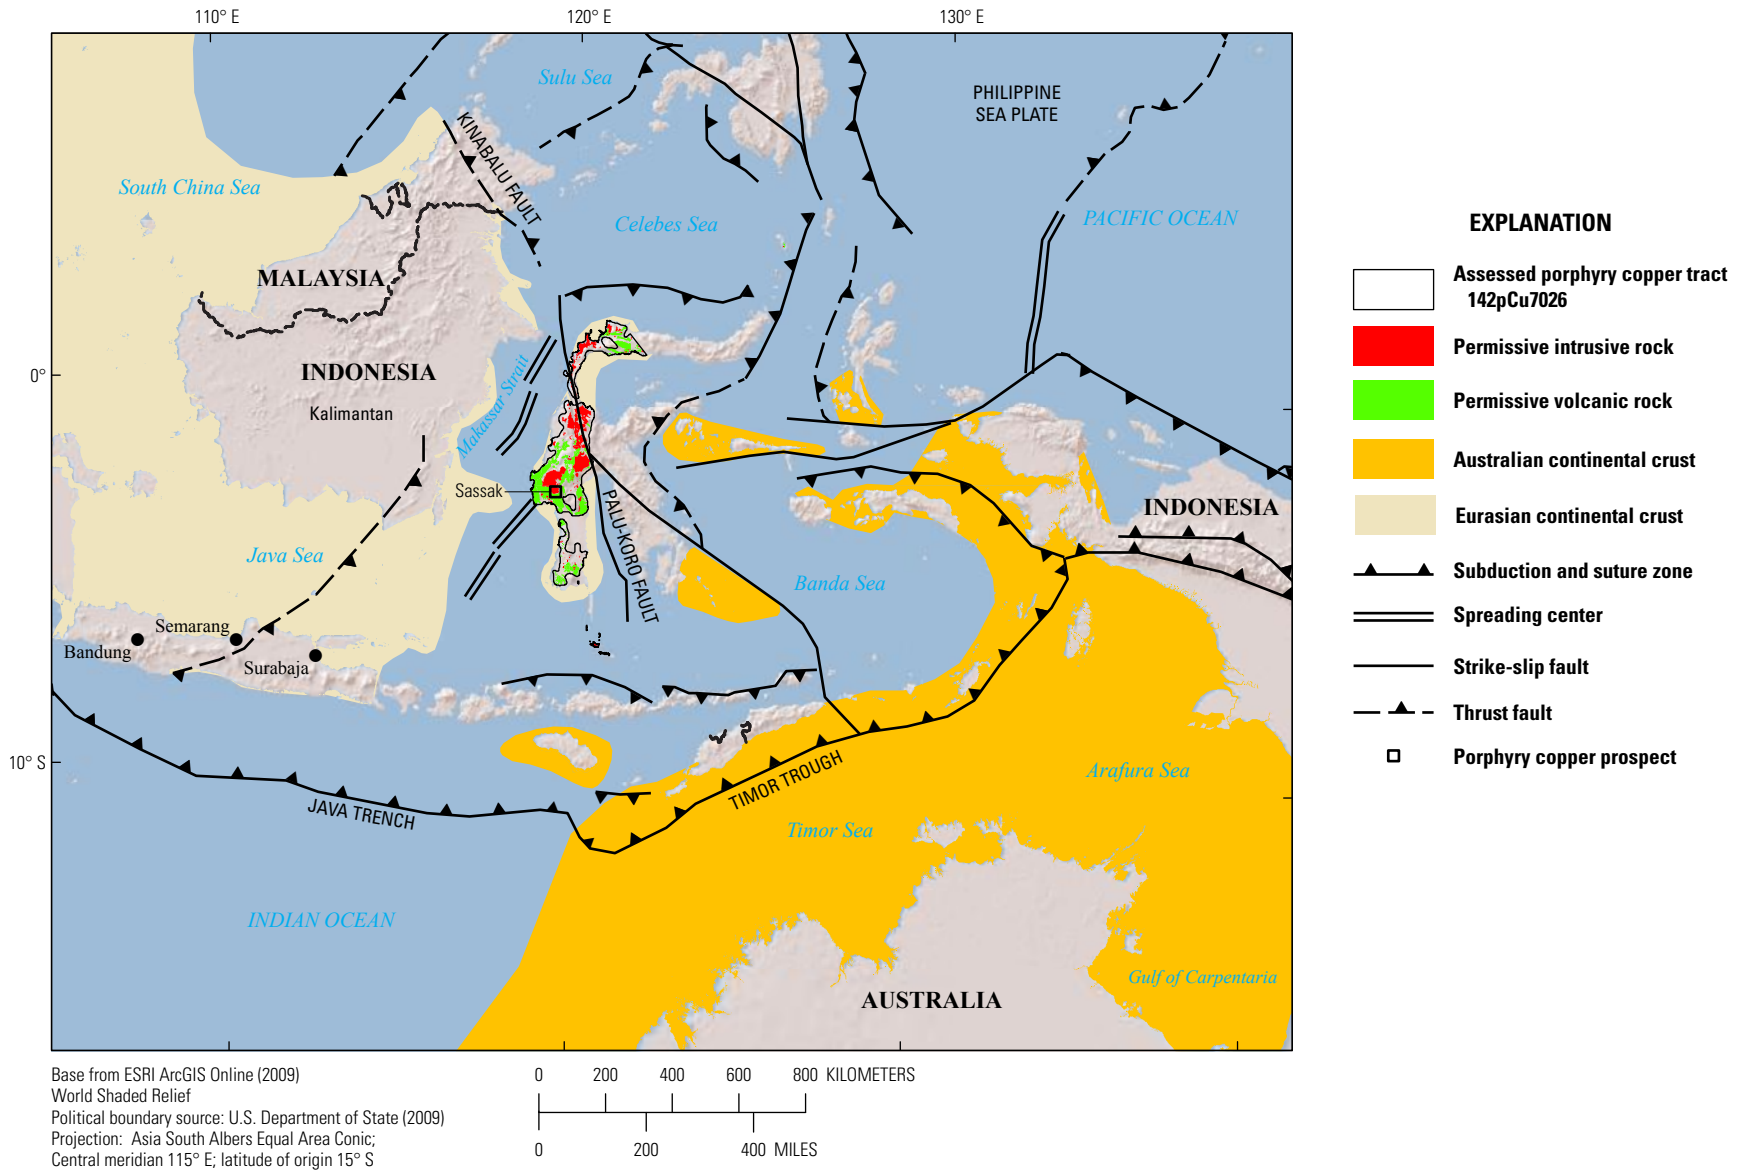 110° E
120° E
130° E
0°
10° S
Sulu Sea
PHILIPPINE
SEA PLATE
KINABALU FAULT
South China Sea
Celebes Sea
PACIFIC OCEAN
MALAYSIA
Makassar Strait
INDONESIA
Kalimantan
Sassak
PALU-KORO FAULT
INDONESIA
Java Sea
Banda Sea
Semarang
Bandung
Surabaja
TIMOR TROUGH
Arafura Sea
JAVA TRENCH
Timor Sea
INDIAN OCEAN
Gulf of Carpentaria
AUSTRALIA
EXPLANATION
Assessed porphyry copper tract
142pCu7026
Permissive intrusive rock
Permissive volcanic rock
Australian continental crust
Eurasian continental crust
Subduction and suture zone
Spreading center
Strike-slip fault
Thrust fault
Porphyry copper prospect
Base from ESRI ArcGIS Online (2009)
World Shaded Relief
Political boundary source: U.S. Department of State (2009)
Projection: Asia South Albers Equal Area Conic;
Central meridian 115° E; latitude of origin 15° S
0 200 400 600 800 KILOMETERS
0 200 400 MILES